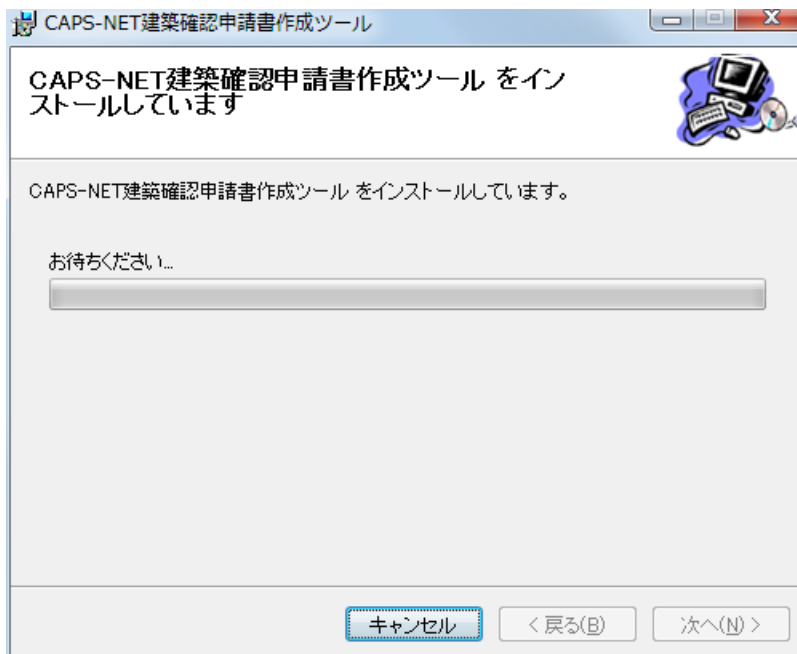 CAPS-NET建築確認申請書作成ツール
CAPS-NET建築確認申請書作成ツール をイン
ストールしています
CAPS-NET建築確認申請書作成ツール をインストールしています。
お待ちください...
キャンセル
< 戻る(B)
次へ(N) >